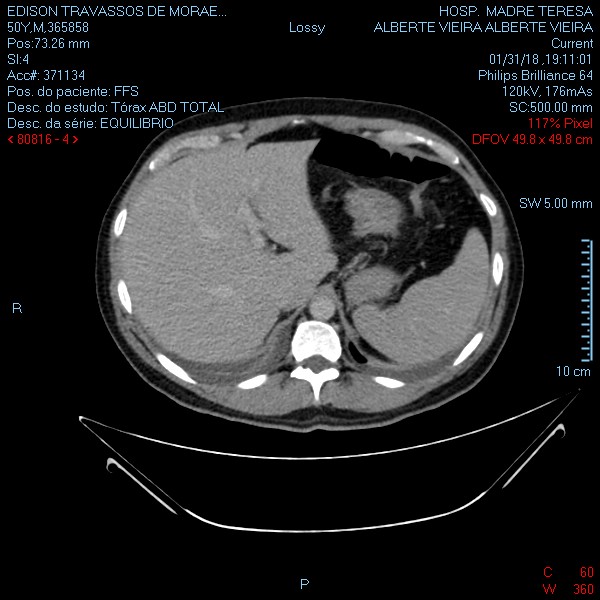 EDISON TRAVASSOS DE MORAE...
50Y,M,365858
Pos:73.26 mm
SI:4
Acc#: 371134
Pos. do paciente: FFS
Desc. do estudo: Tórax ABD TOTAL
Desc. da série: EQUILIBRIO
< 80816 - 4 >
Lossy
HOSP. MADRE TERESA
ALBERTE VIEIRA ALBERTE VIEIRA
Current
01/31/18 ,19:11:01
Philips Brilliance 64
120kV, 176mAs
SC:500.00 mm
117% Pixel
DFOV 49.8 x 49.8 cm
SW 5.00 mm
R
10 cm
P
C 60
W 360